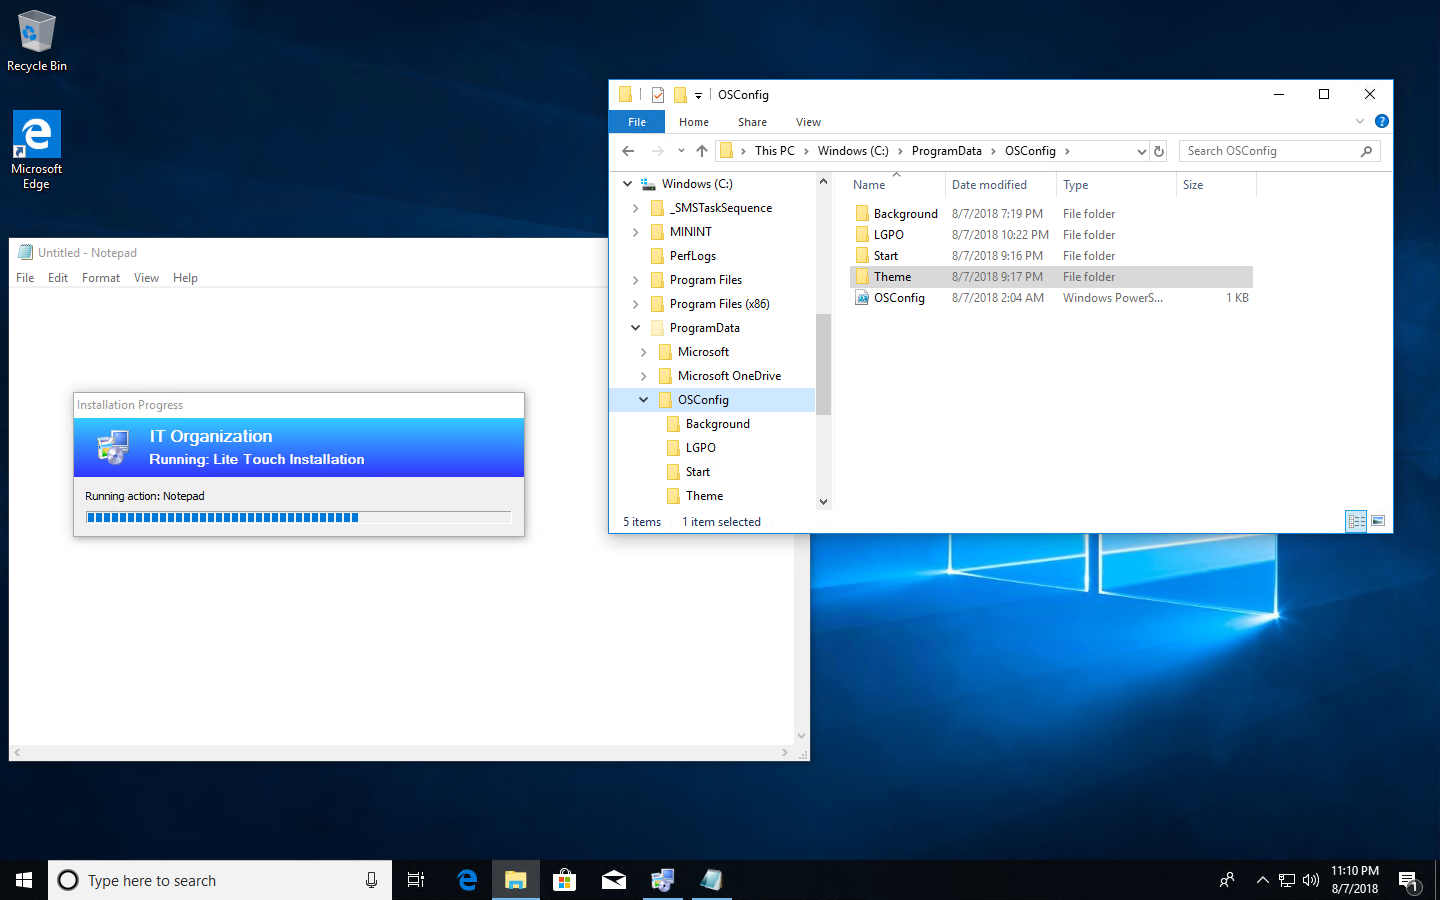 Recycle Bin
Microsoft
Edge
Untitled - Notepad
File Edit Format View Help
Installation Progress
IT Organization
Running: Lite Touch Installation
Running action: Notepad
OSConfig
File Home Share View
This PC Windows (C:) ProgramData OSConfig
Search OSConfig
Windows (C:)
_SMSTaskSequence
MININT
PerfLogs
Program Files
Program Files (x86)
ProgramData
Microsoft
Microsoft OneDrive
OSConfig
Background
LGPO
Start
Theme
Name Date modified Type Size
Background 8/7/2018 7:19 PM File folder
LGPO 8/7/2018 10:22 PM File folder
Start 8/7/2018 9:16 PM File folder
Theme 8/7/2018 9:17 PM File folder
OSConfig 8/7/2018 2:04 AM Windows PowerS... 1 KB
5 items 1 item selected
Type here to search
11:10 PM
8/7/2018
1